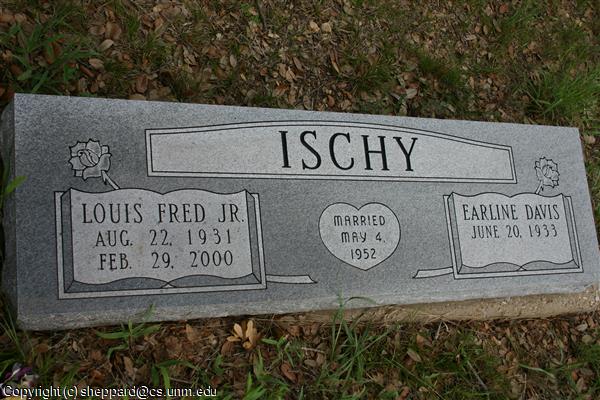 ISCHY
LOUIS FRED JR.
AUG. 22, 1931
FEB. 29, 2000
MARRIED
MAY 4,
1952
EARLINE DAVIS
JUNE 20, 1933
Copyright (c) sheppard@cs.unm.edu